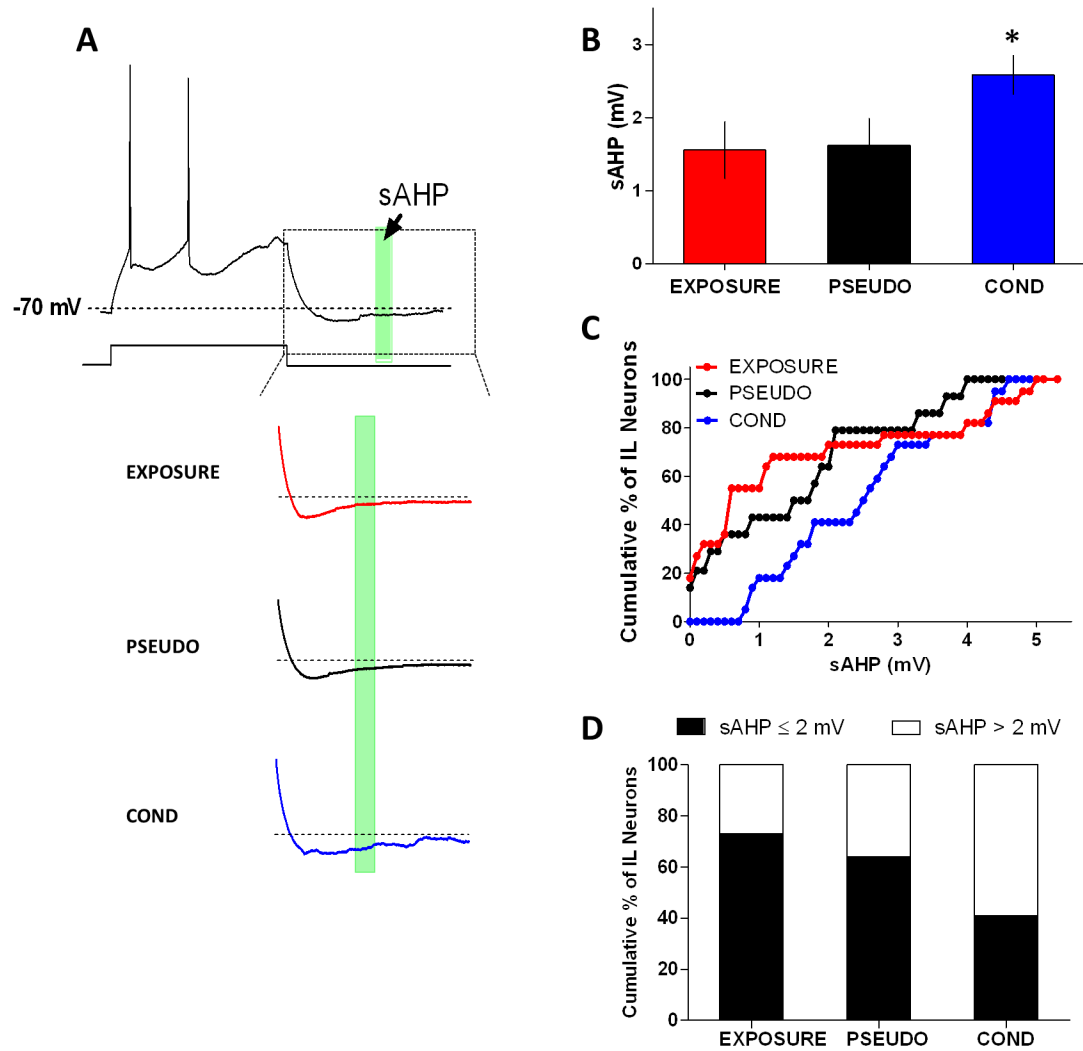 A
sAHP
-70 mV
EXPOSURE
PSEUDO
COND
B
*
sAHP (mV)
3
2
1
0
EXPOSURE PSEUDO COND
C
EXPOSURE
PSEUDO
COND
Cumulative % of IL Neurons
100
80
60
40
20
0
0 1 2 3 4 5
sAHP (mV)
D
sAHP ≤ 2 mV sAHP > 2 mV
Cumulative % of IL Neurons
100
80
60
40
20
0
EXPOSURE PSEUDO COND